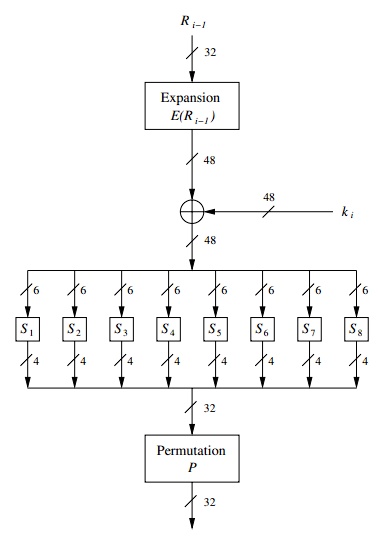 R i−1
32
Expansion
E(R i−1 )
48
48
k i
48
6 6 6 6 6 6 6 6
S1 S2 S3 S4 S5 S6 S7 S8
4 4 4 4 4 4 4 4
32
Permutation
P
32